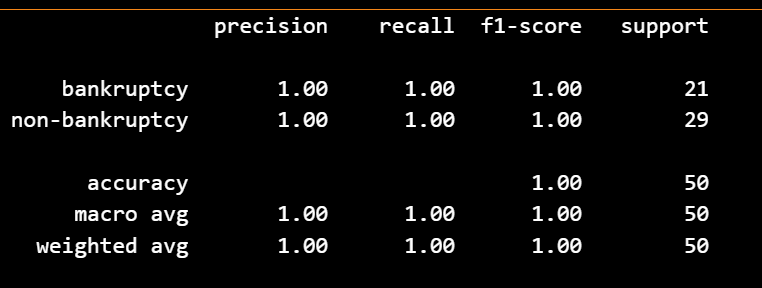 precision recall f1-score support
bankruptcy 1.00 1.00 1.00 21
non-bankruptcy 1.00 1.00 1.00 29
accuracy 1.00 50
macro avg 1.00 1.00 1.00 50
weighted avg 1.00 1.00 1.00 50